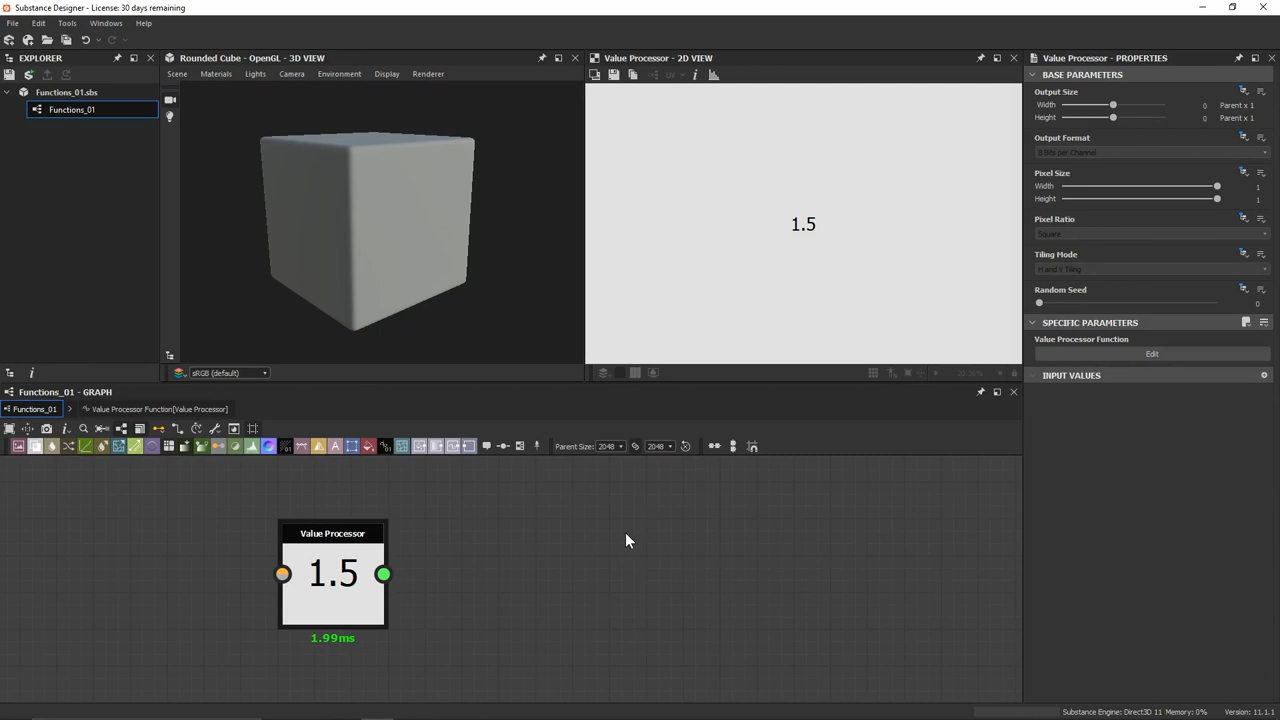 Substance Designer - License: 30 days remaining
File Edit Tools Windows Help
EXPLORER
Functions_01.sbs
Functions_01
Rounded Cube - OpenGL - 3D VIEW
Scene Materials Lights Camera Environment Display Renderer
sRGB (default)
Value Processor - 2D VIEW
UV
1.5
Value Processor - PROPERTIES
BASE PARAMETERS
Output Size
Width 0 Parent x 1
Height 0 Parent x 1
Output Format
8 Bits per Channel
Pixel Size
Width 1
Height 1
Pixel Ratio
Square
Tiling Mode
H and V Tiling
Random Seed
0
SPECIFIC PARAMETERS
Value Processor Function
Edit
INPUT VALUES
Functions_01 - GRAPH
Functions_01 Value Processor Function[Value Processor]
Parent Size: 2048 2048
Value Processor
1.5
1.99ms
Substance Engine: Direct3D 11 Memory: 0% Version: 11.1.1